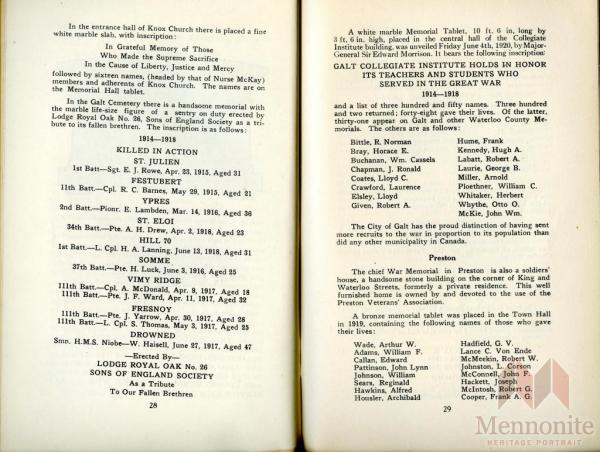 In the entrance hall of Knox Church there is placed a fine
white marble slab, with inscription:
In Grateful Memory of Those
Who Made the Supreme Sacrifice
In the Cause of Liberty, Justice and Mercy
followed by sixteen names, (headed by that of Nurse McKay)
members and adherents of Knox Church. The names are on
the Memorial Hall tablet.
In the Galt Cemetery there is a handsome memorial with
the marble life-size figure of a sentry on duty erected by
Lodge Royal Oak No. 26, Sons of England Society as a tri-
bute to its fallen brethren. The inscription is as follows:
1914—1918
KILLED IN ACTION
ST. JULIEN
1st Batt—Sgt. E. J. Rowe, Apr. 23, 1915, Aged 31
FESTUBERT
11th Batt.—Cpl. R. C. Barnes, May 29, 1915, Aged 21
YPRES
2nd Batt.—Pionr. E. Lambden, Mar. 14, 1916, Aged 36
ST. ELOI
34th Batt.—Pte. A. H. Drew, Apr. 2, 1918, Aged 23
HILL 70
1st Batt.—L. Cpl. H. A. Lanning, June 13, 1918, Aged 31
SOMME
37th Batt.—Pte. H. Luck, June 3, 1916, Aged 25
VIMY RIDGE
111th Batt.—Cpl. A. McDonald, Apr. 9, 1917, Aged 18
111th Batt.—Pte. J. F. Ward, Apr. 11, 1917, Aged 32
FRESNOY
111th Batt.—Pte. J. Yarrow, Apr. 30, 1917, Aged 28
111th Batt.—L. Cpl. S. Thomas, May 3, 1917, Aged 25
DROWNED
Smn. H.M.S. Niobe—W. Haisell, June 27, 1917, Aged 47
—Erected By—
LODGE ROYAL OAK No. 26
SONS OF ENGLAND SOCIETY
As a Tribute
To Our Fallen Brethren
28
A white marble Memorial Tablet, 10 ft. 6 in. long by
3 ft. 6 in. high, placed in the central hall of the Collegiate
Institute building, was unveiled Friday June 4th, 1920, by Major-
General Sir Edward Morrison. It bears the following inscription:
GALT COLLEGIATE INSTITUTE HOLDS IN HONOR
ITS TEACHERS AND STUDENTS WHO
SERVED IN THE GREAT WAR
1914—1918
and a list of three hundred and fifty names. Three hundred
and two returned; forty-eight gave their lives. Of the latter,
thirty-one appear on Galt and other Waterloo County Me-
morials. The others are as follows:
Bittle, R. Norman
Bray, Horace E.
Buchanan, Wm. Cassels
Chapman, J. Ronald
Coates, Lloyd C.
Crawford, Laurence
Elsley, Lloyd
Given, Robert A.
Hume, Frank
Kennedy, Hugh A.
Labatt, Robert A.
Laurie, George B.
Miller, Arnold
Ploethner, William C.
Whitaker, Herbert
Whythe, Otto O.
McKie, John Wm.
The City of Galt has the proud distinction of having sent
more recruits to the war in proportion to its population than
did any other municipality in Canada.
Preston
The chief War Memorial in Preston is also a soldiers'
house, a handsome stone building on the corner of King and
Waterloo Streets, formerly a private residence. This well
furnished home is owned by and devoted to the use of the
Preston Veterans' Association.
A bronze memorial tablet was placed in the Town Hall
in 1919, containing the following names of those who gave
their lives:
Wade, Arthur W.
Adams, William F.
Callan, Edward
Pattinson, John Lynn
Johnson, William
Sears, Reginald
Hawkins, Alfred
Housler, Archibald
Hadfield, G. V.
Lance C. Von Ende
McMeekin, Robert W.
Johnston, L. Corson
McConnell, John F.
Hackett, Joseph
McIntosh, Robert G.
Cooper, Frank A. G.
29
Mennonite
HERITAGE PORTRAIT